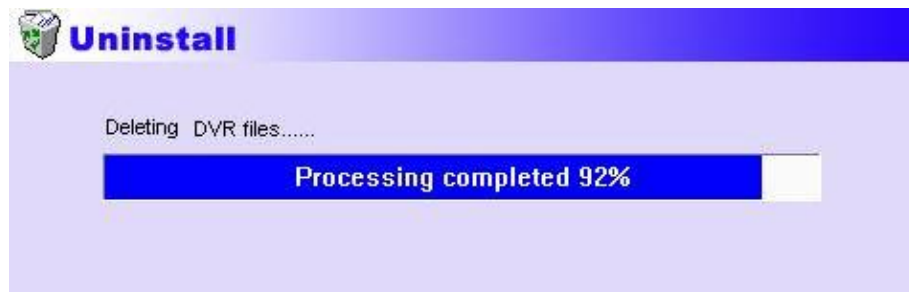 Uninstall
Deleting DVR files......
Processing completed 92%